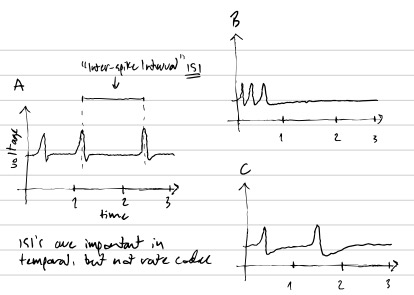 "Inter-spike Interval" ISI
A
voltage
1 2 3
time
ISI's are important in
temporal, but not rate codes
B
1 2 3
C
1 2 3